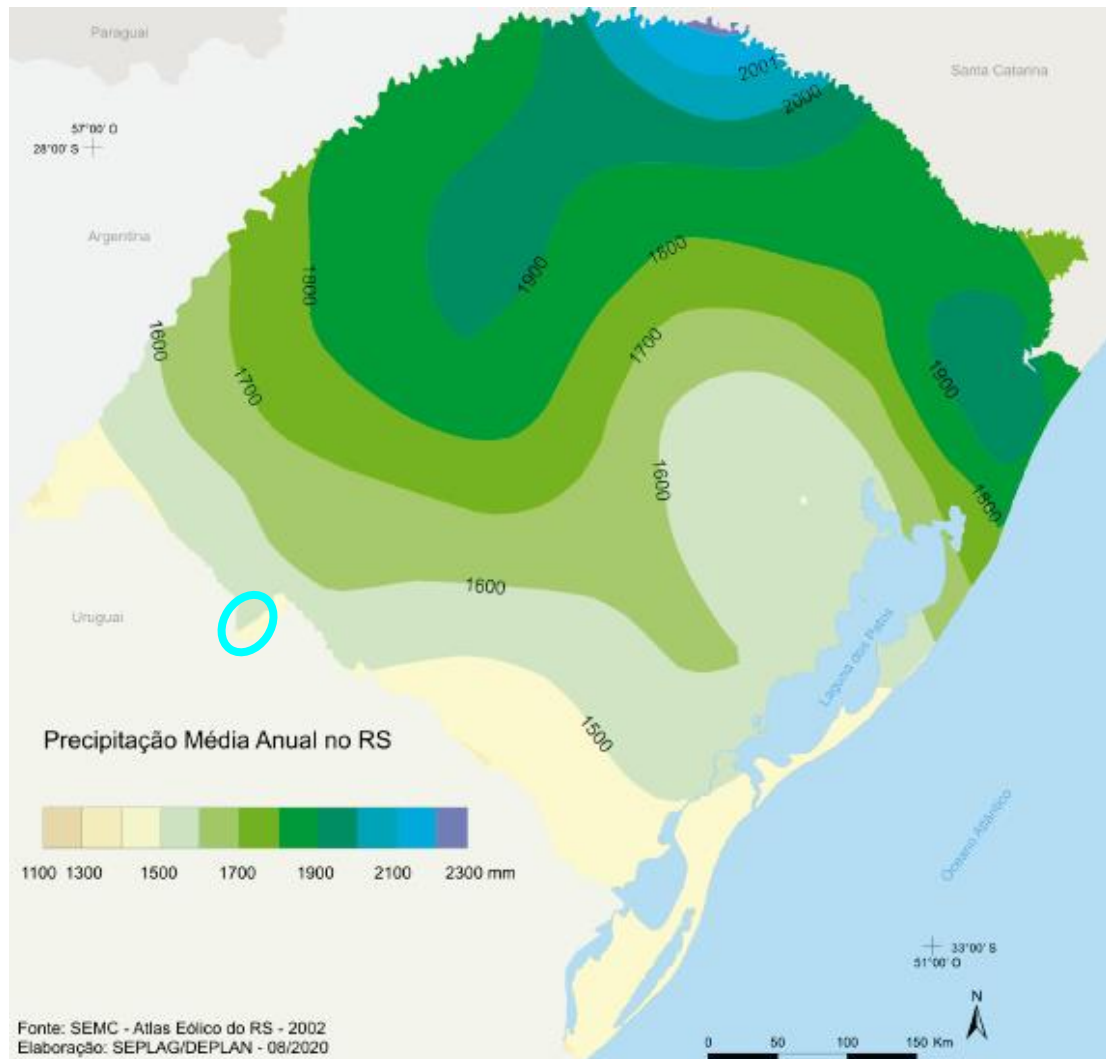 Paraguai
Santa Catarina
2001
2000
57°00' O
28°00' S
Argentina
1800
1900
1800
1600
1700
1700
1900
1600
1800
1600
Uruguai
Laguna dos Patos
1500
Precipitação Média Anual no RS
1100 1300 1500 1700 1900 2100 2300 mm
Oceano Atlântico
33°00' S
51°00' O
N
Fonte: SEMC - Atlas Eólico do RS - 2002
Elaboração: SEPLAG/DEPLAN - 08/2020
0 50 100 150 Km